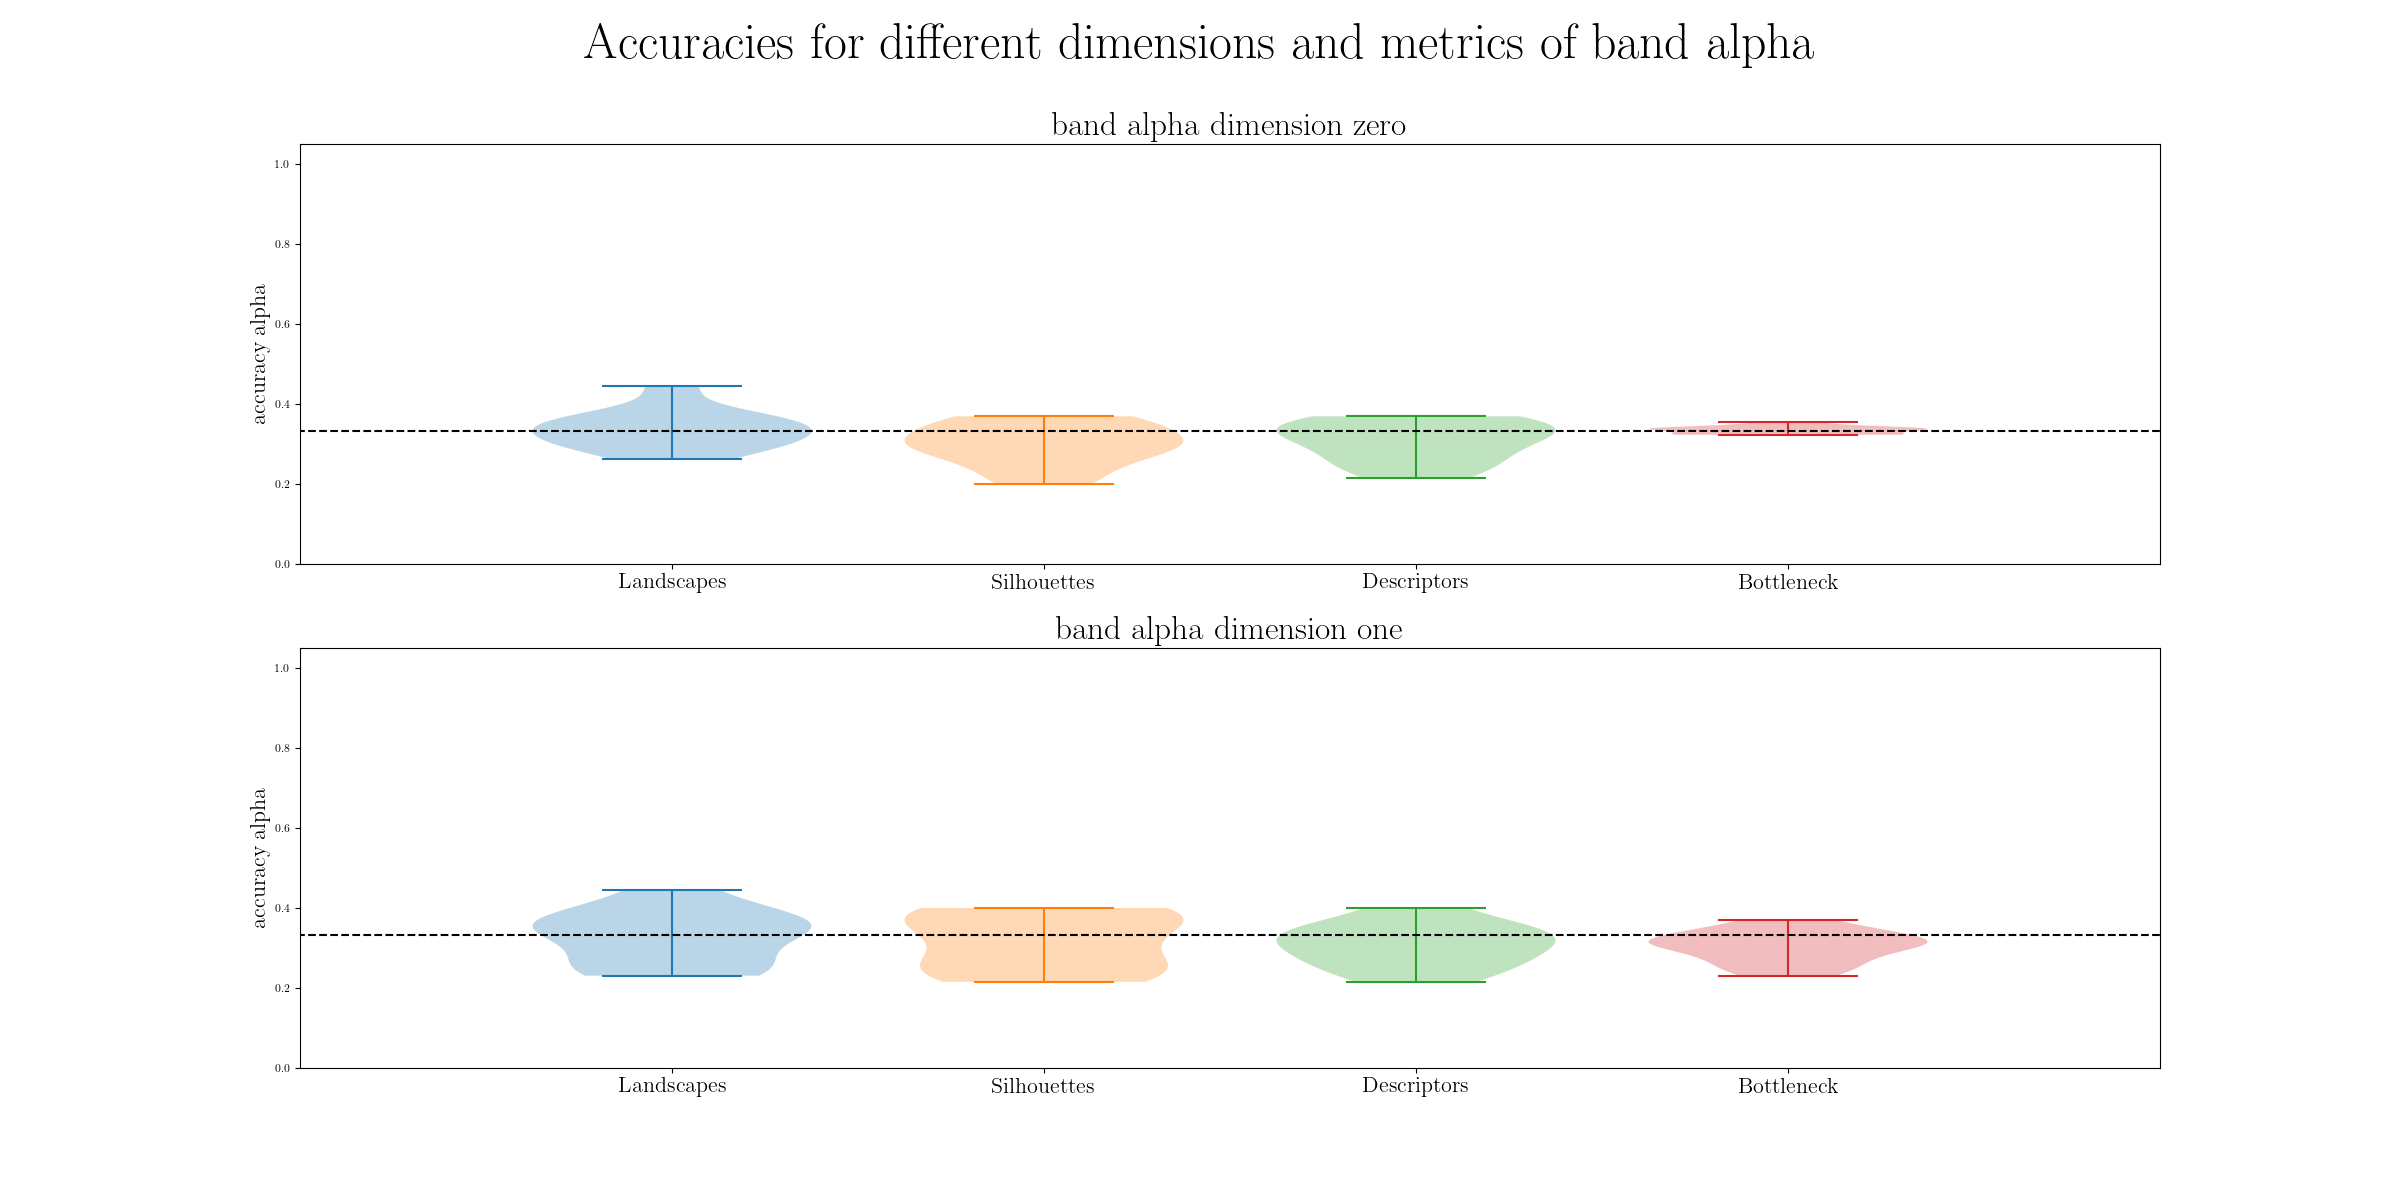 Accuracies for different dimensions and metrics of band alpha
band alpha dimension zero
accuracy alpha
1.0
0.8
0.6
0.4
0.2
0.0
Landscapes Silhouettes Descriptors Bottleneck
band alpha dimension one
accuracy alpha
1.0
0.8
0.6
0.4
0.2
0.0
Landscapes Silhouettes Descriptors Bottleneck